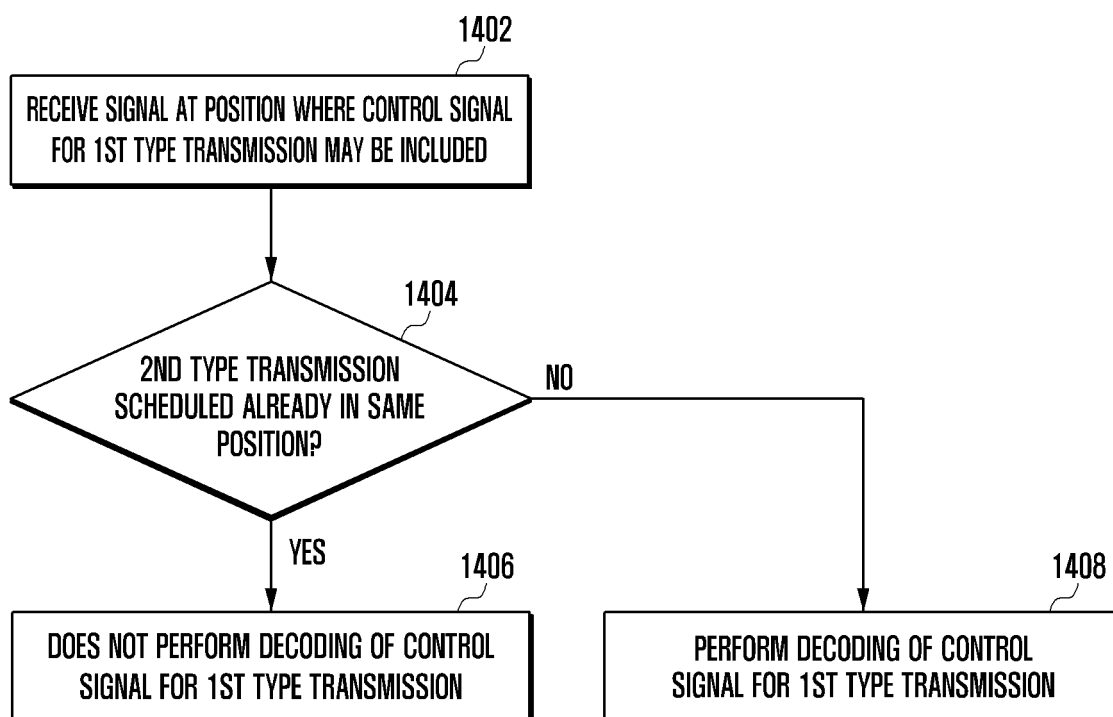 1402
RECEIVE SIGNAL AT POSITION WHERE CONTROL SIGNAL
FOR 1ST TYPE TRANSMISSION MAY BE INCLUDED
1404
2ND TYPE TRANSMISSION
SCHEDULED ALREADY IN SAME
POSITION?
NO
YES
1406
DOES NOT PERFORM DECODING OF CONTROL
SIGNAL FOR 1ST TYPE TRANSMISSION
1408
PERFORM DECODING OF CONTROL
SIGNAL FOR 1ST TYPE TRANSMISSION